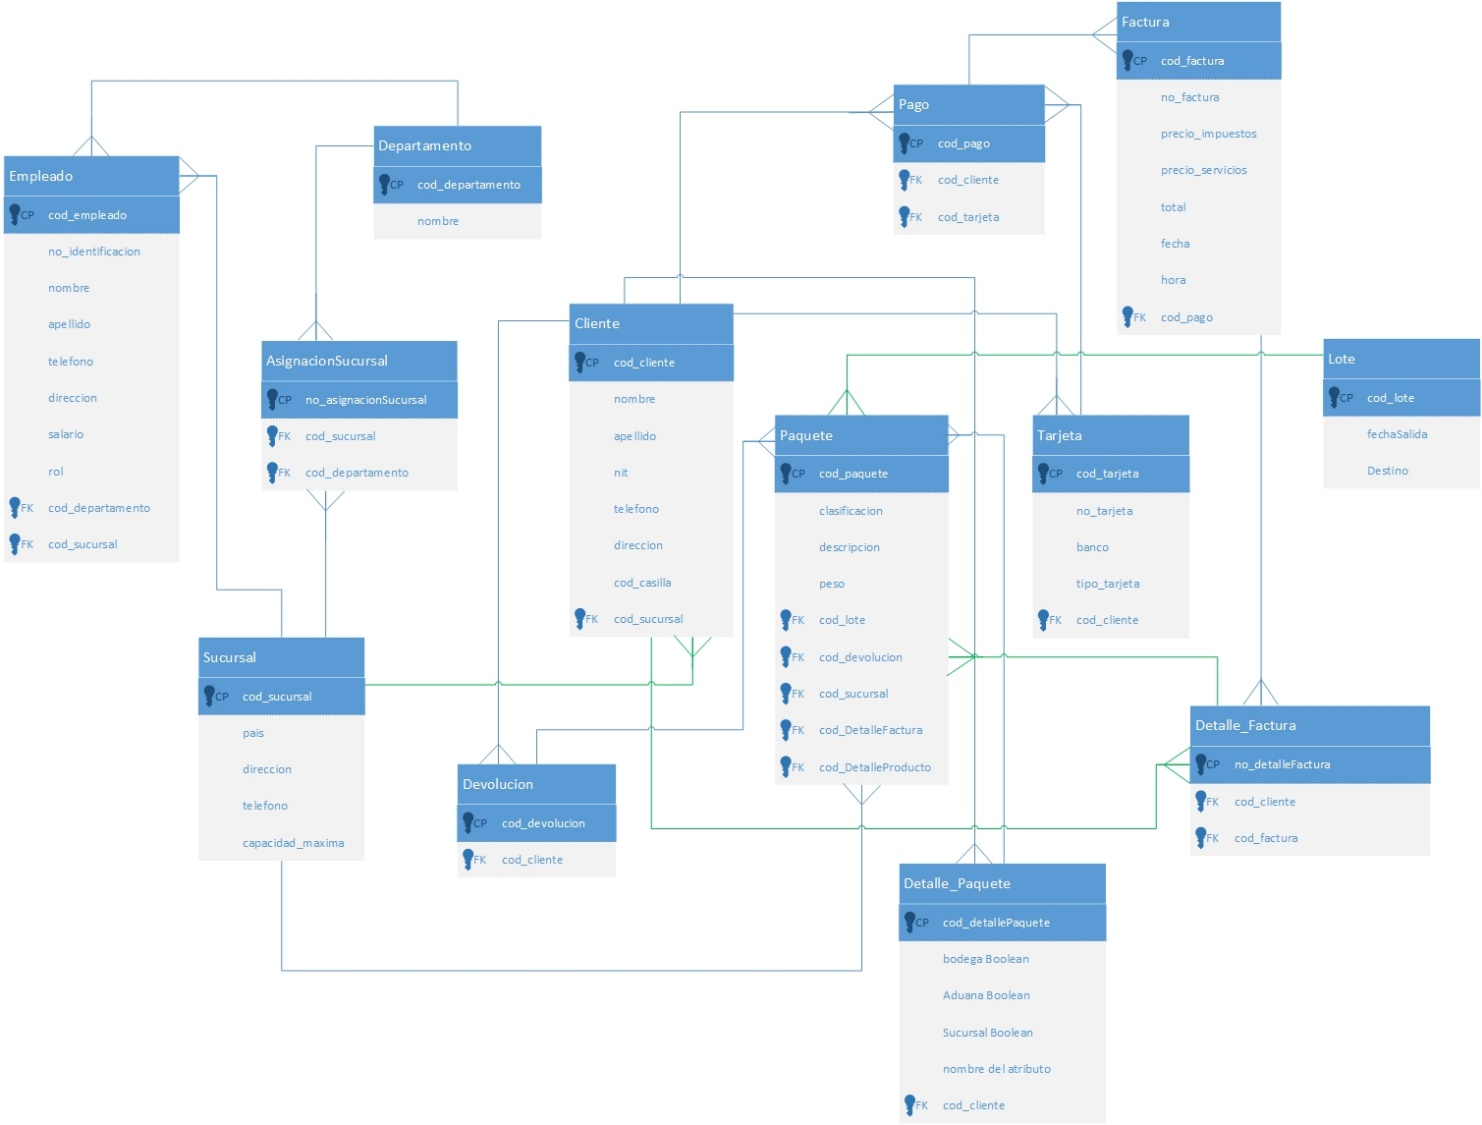 Factura
CP cod_factura
no_factura
precio_impuestos
precio_servicios
total
fecha
hora
FK cod_pago
Pago
CP cod_pago
FK cod_cliente
FK cod_tarjeta
Departamento
CP cod_departamento
nombre
Empleado
CP cod_empleado
no_identificacion
nombre
apellido
telefono
direccion
salario
rol
FK cod_departamento
FK cod_sucursal
AsignacionSucursal
CP no_asignacionSucursal
FK cod_sucursal
FK cod_departamento
Cliente
CP cod_cliente
nombre
apellido
nit
telefono
direccion
cod_casilla
FK cod_sucursal
Lote
CP cod_lote
fechaSalida
Destino
Paquete
CP cod_paquete
clasificacion
descripcion
peso
FK cod_lote
FK cod_devolucion
FK cod_sucursal
FK cod_DetalleFactura
FK cod_DetalleProducto
Tarjeta
CP cod_tarjeta
no_tarjeta
banco
tipo_tarjeta
FK cod_cliente
Sucursal
CP cod_sucursal
pais
direccion
telefono
capacidad_maxima
Devolucion
CP cod_devolucion
FK cod_cliente
Detalle_Factura
CP no_detalleFactura
FK cod_cliente
FK cod_factura
Detalle_Paquete
CP cod_detallePaquete
bodega Boolean
Aduana Boolean
Sucursal Boolean
nombre del atributo
FK cod_cliente